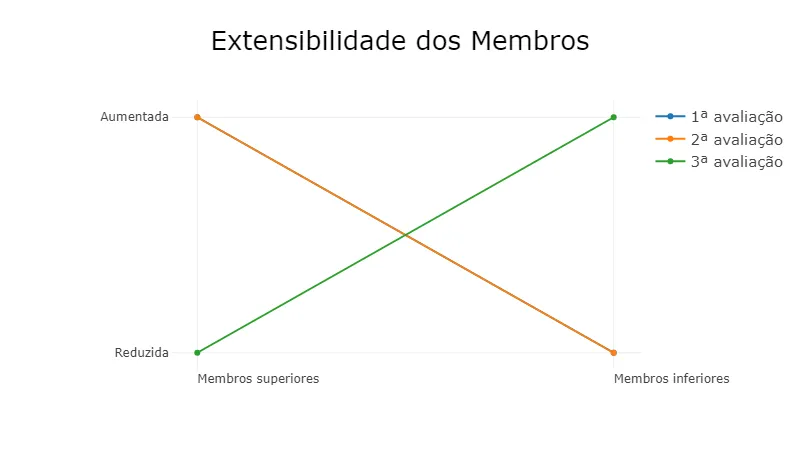 Extensibilidade dos Membros
Aumentada
Reduzida
Membros superiores
Membros inferiores
1ª avaliação
2ª avaliação
3ª avaliação